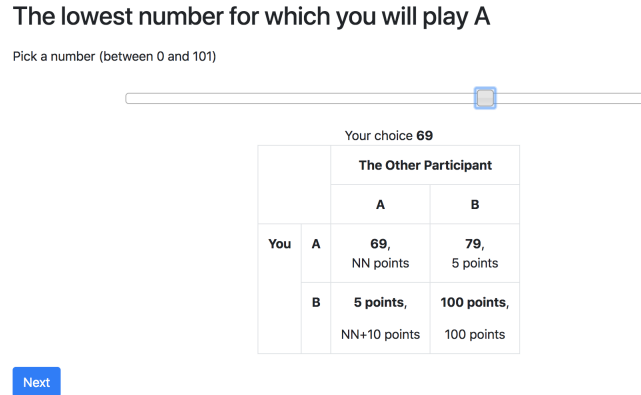 The lowest number for which you will play A
Pick a number (between 0 and 101)
Your choice 69
The Other Participant
A B
You A 69, 79,
NN points 5 points
B 5 points, 100 points,
NN+10 points 100 points
Next